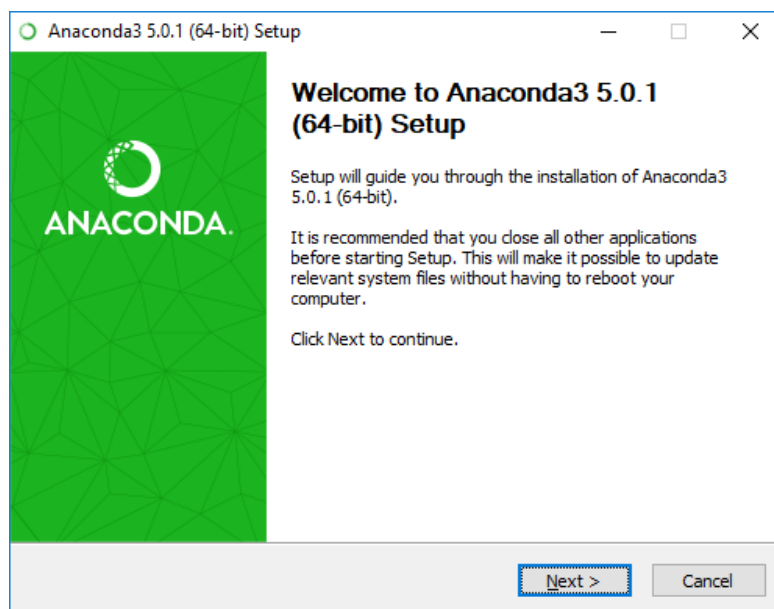 Anaconda3 5.0.1 (64-bit) Setup
ANACONDA.
Welcome to Anaconda3 5.0.1
(64-bit) Setup
Setup will guide you through the installation of Anaconda3
5.0.1 (64-bit).
It is recommended that you close all other applications
before starting Setup. This will make it possible to update
relevant system files without having to reboot your
computer.
Click Next to continue.
Next >
Cancel